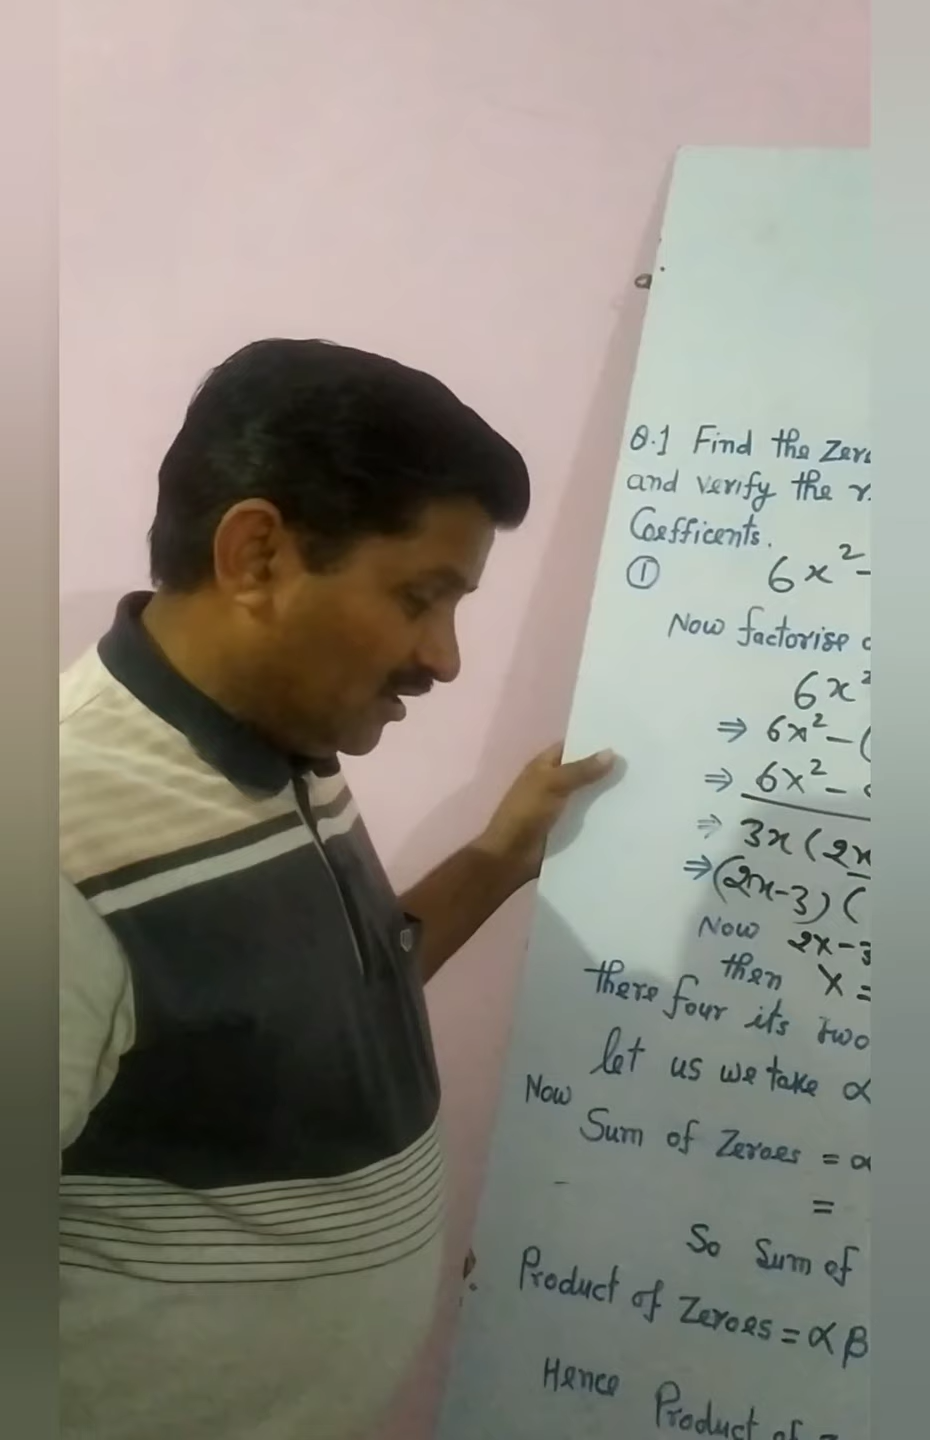 Q.1 Find the Zero
and verify the r
Coefficents.
① 6x² -
Now factorise
6x²
⇒ 6x² - (
⇒ 6x² -
⇒ 3x (2x
⇒ (2x-3) (
Now 2x-3
then x =
there four its two
let us we take α
Now
Sum of Zeroes = α
=
So Sum of
Product of Zeroes = α β
Hence Product of